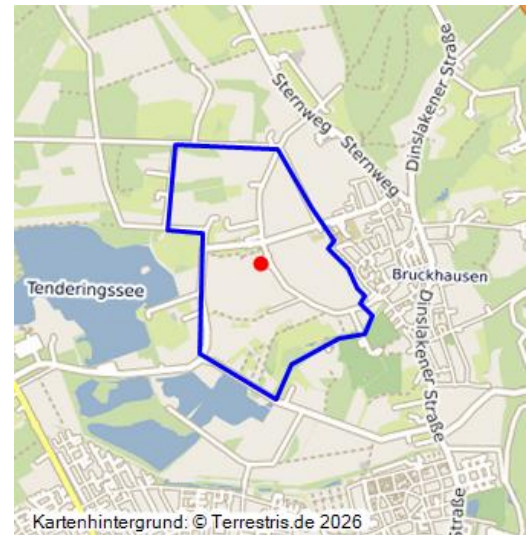 Sternweg
Sternweg
Dinslakener Straße
Tenderingssee
Bruckhausen
Dinslakener Straße
Straße
Kartenhintergrund: © Terrestris.de 2026